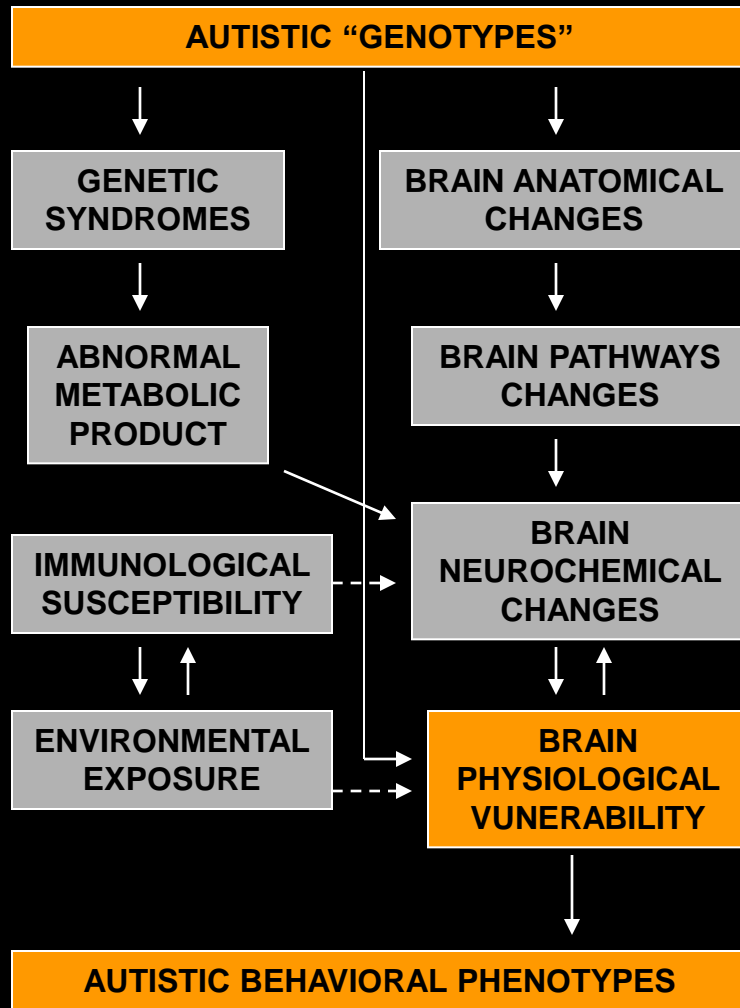 AUTISTIC “GENOTYPES”
GENETIC
SYNDROMES
BRAIN ANATOMICAL
CHANGES
ABNORMAL
METABOLIC
PRODUCT
BRAIN PATHWAYS
CHANGES
IMMUNOLOGICAL
SUSCEPTIBILITY
BRAIN
NEUROCHEMICAL
CHANGES
ENVIRONMENTAL
EXPOSURE
BRAIN
PHYSIOLOGICAL
VUNERABILITY
AUTISTIC BEHAVIORAL PHENOTYPES